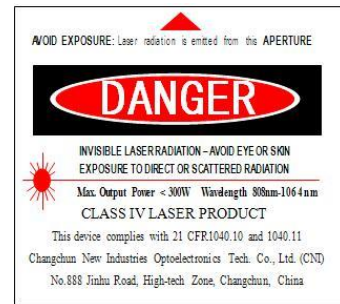 AVOID EXPOSURE: Laser radiation is emitted from this APERTURE
DANGER
INVISIBLE LASER RADIATION – AVOID EYE OR SKIN
EXPOSURE TO DIRECT OR SCATTERED RADIATION
Max. Output Power < 300W Wavelength 808nm-1064nm
CLASS IV LASER PRODUCT
This device complies with 21 CFR1040.10 and 1040.11
Changchun New Industries Optoelectronics Tech. Co., Ltd. (CNI)
No.888 Jinhu Road, High-tech Zone, Changchun, China